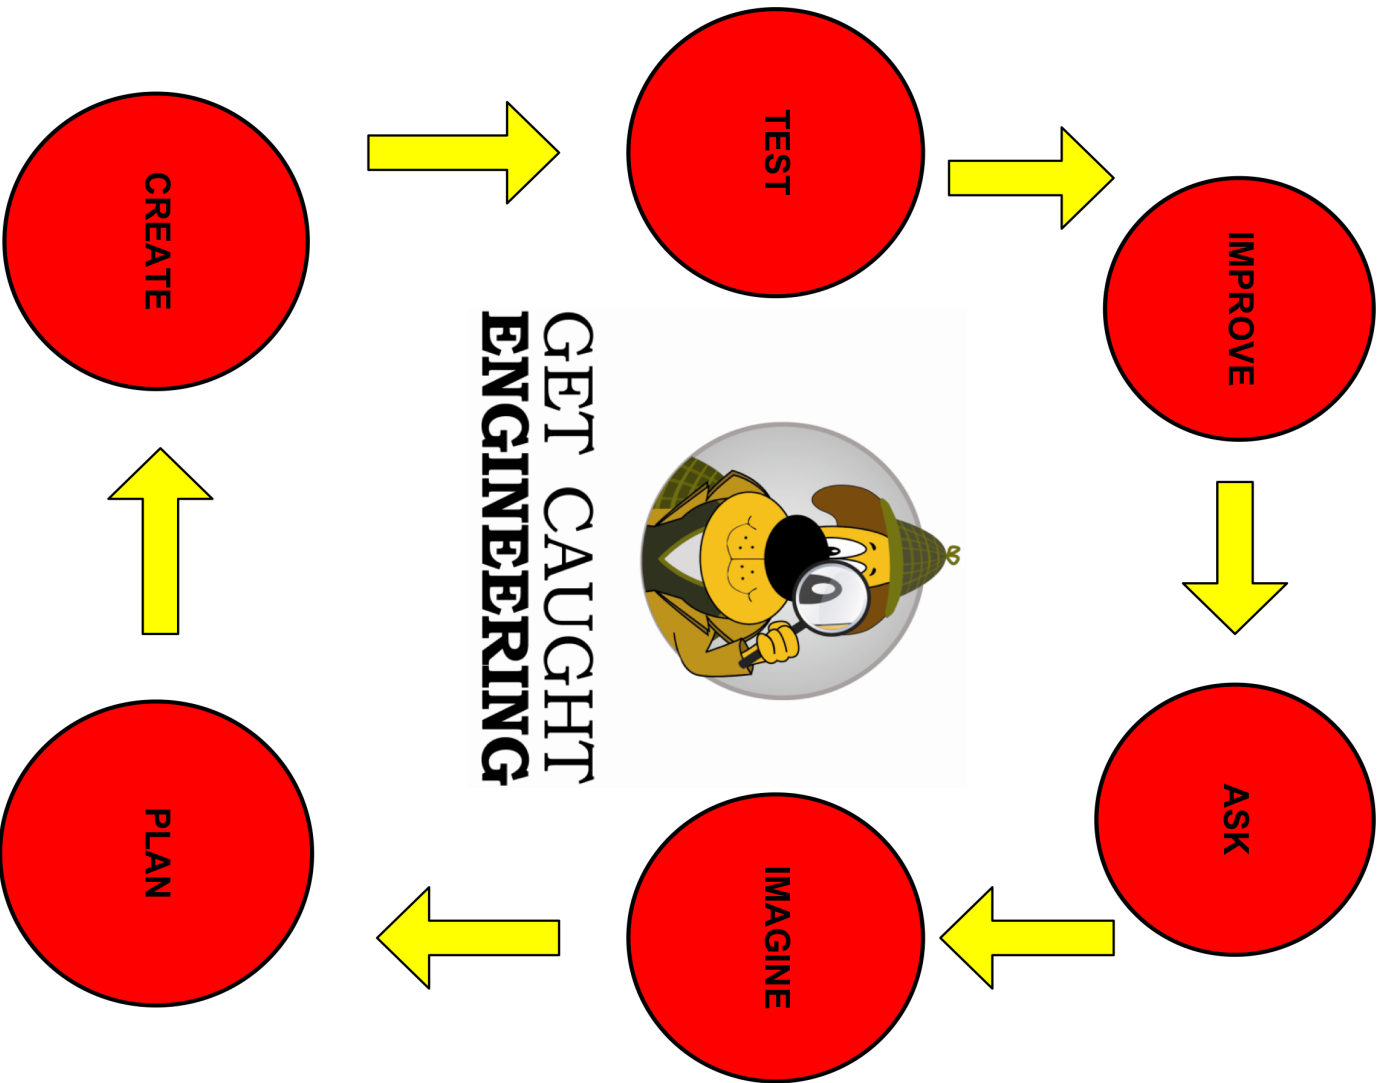 IMPROVE
ASK
TEST
IMAGINE
GET CAUGHT
ENGINEERING
CREATE
PLAN